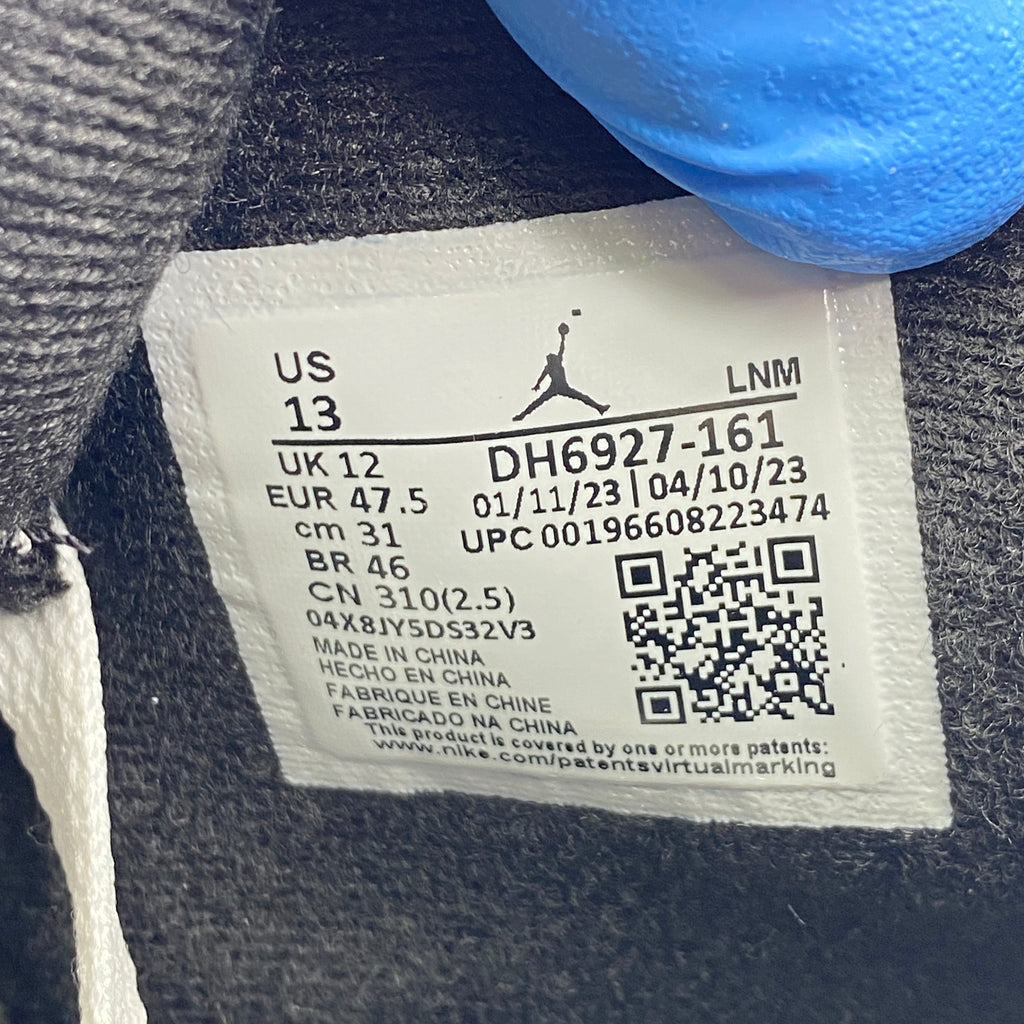 US
13
LNM
UK 12
EUR 47.5
cm 31
BR 46
CN 310(2.5)
04X8JY5DS32V3
DH6927-161
01/11/23 | 04/10/23
UPC 00196608223474
MADE IN CHINA
HECHO EN CHINA
FABRIQUE EN CHINE
FABRICADO NA CHINA
This product is covered by one or more patents:
www.nike.com/patentsvirtualmarking